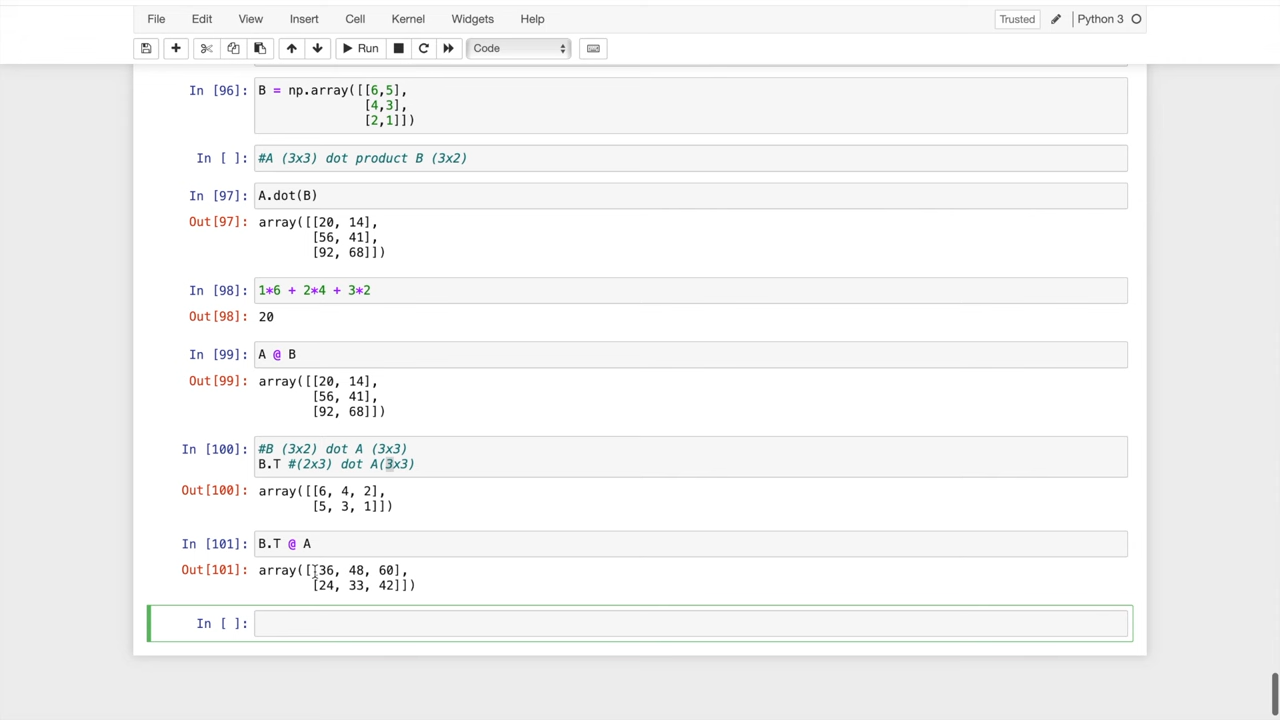 File Edit View Insert Cell Kernel Widgets Help Trusted Python 3
Run Code
In [96]: B = np.array([[6,5],
[4,3],
[2,1]])
In [ ]: #A (3x3) dot product B (3x2)
In [97]: A.dot(B)
Out[97]: array([[20, 14],
[56, 41],
[92, 68]])
In [98]: 1*6 + 2*4 + 3*2
Out[98]: 20
In [99]: A @ B
Out[99]: array([[20, 14],
[56, 41],
[92, 68]])
In [100]: #B (3x2) dot A (3x3)
B.T #(2x3) dot A(3x3)
Out[100]: array([[6, 4, 2],
[5, 3, 1]])
In [101]: B.T @ A
Out[101]: array([[36, 48, 60],
[24, 33, 42]])
In [ ]: